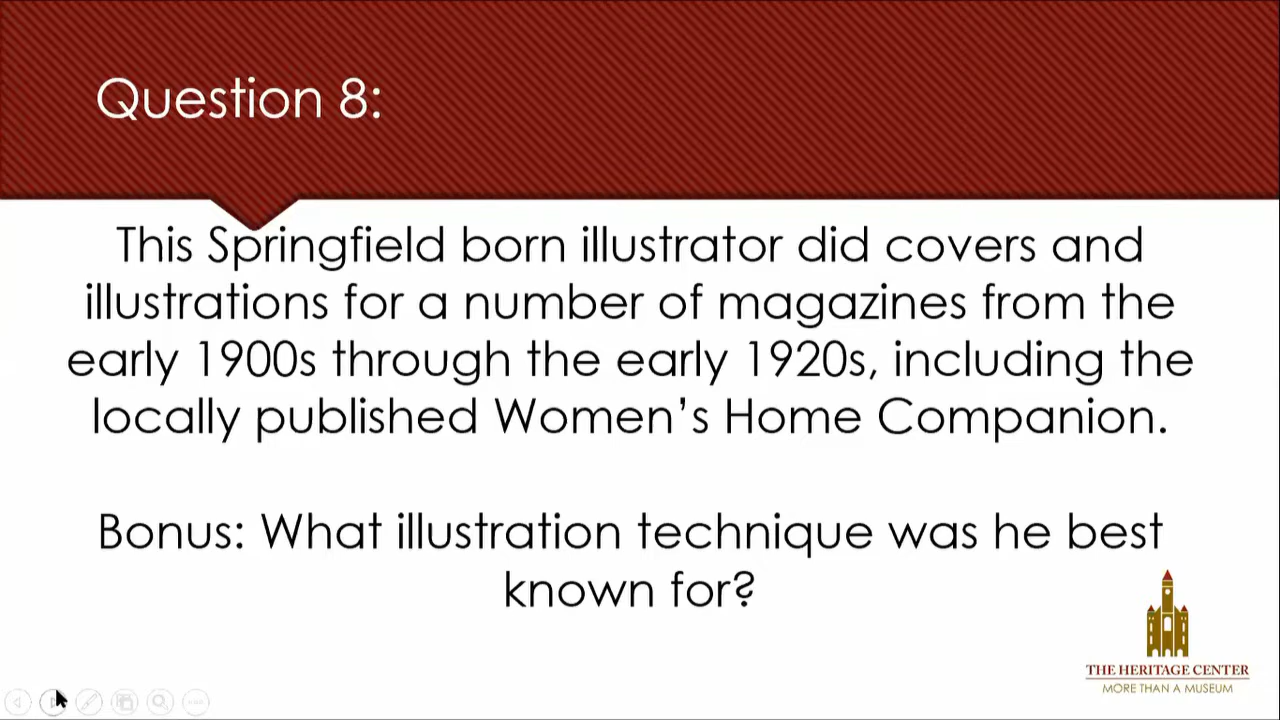 Question 8:
This Springfield born illustrator did covers and
illustrations for a number of magazines from the
early 1900s through the early 1920s, including the
locally published Women’s Home Companion.
Bonus: What illustration technique was he best
known for?
THE HERITAGE CENTER
MORE THAN A MUSEUM